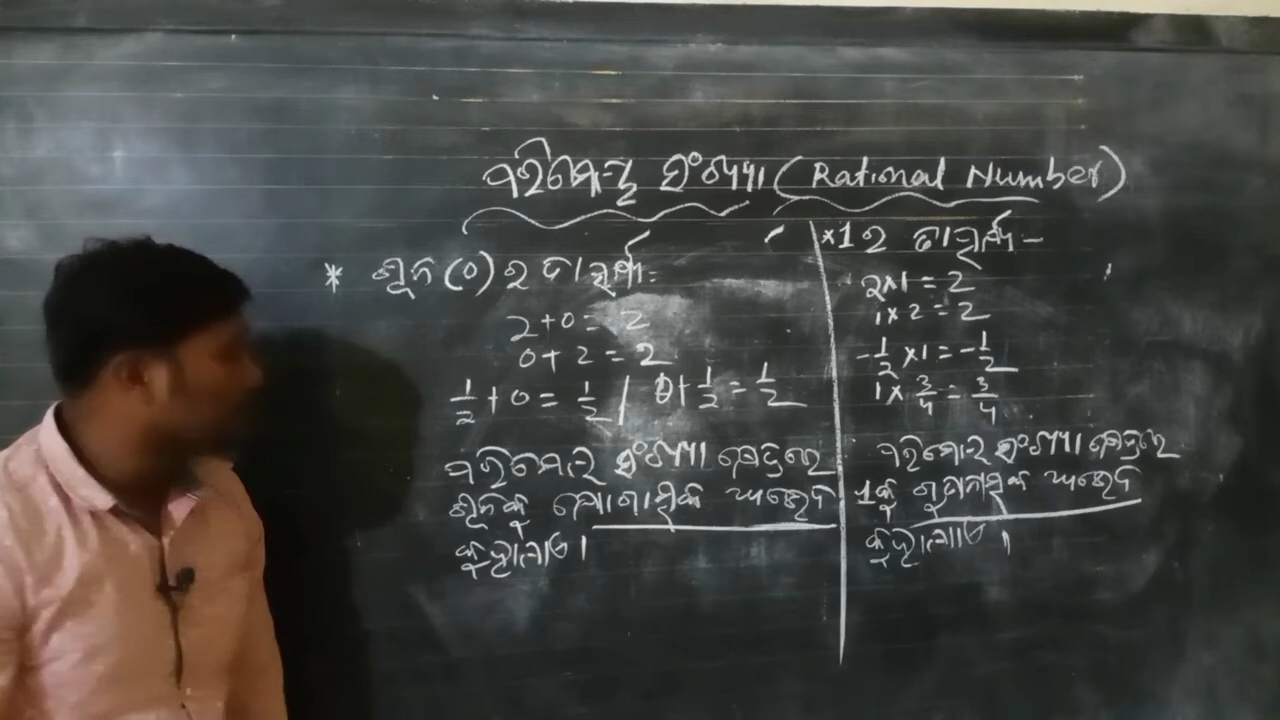 ପରିମେୟ ସଂଖ୍ୟା (Rational Number)
* ଶୂନ (0) ର କାର୍ଯ୍ୟ:
2+0 = 2
0+2 = 2
1/2 + 0 = 1/2 / 0 + 1/2 = 1/2
ପରିମେୟ ସଂଖ୍ୟା କ୍ଷେତ୍ରରେ
ଶୂନକୁ ଯୋଗାତ୍ମକ ଅଭେଦ
କୁହାଯାଏ ।
*1 ର କାର୍ଯ୍ୟ -
2×1 = 2
1×2 = 2
-1/2 ×1 = -1/2
1× 3/4 = 3/4
ପରିମେୟ ସଂଖ୍ୟା କ୍ଷେତ୍ରରେ
1କୁ ଗୁଣନାତ୍ମକ ଅଭେଦ
କୁହାଯାଏ ।